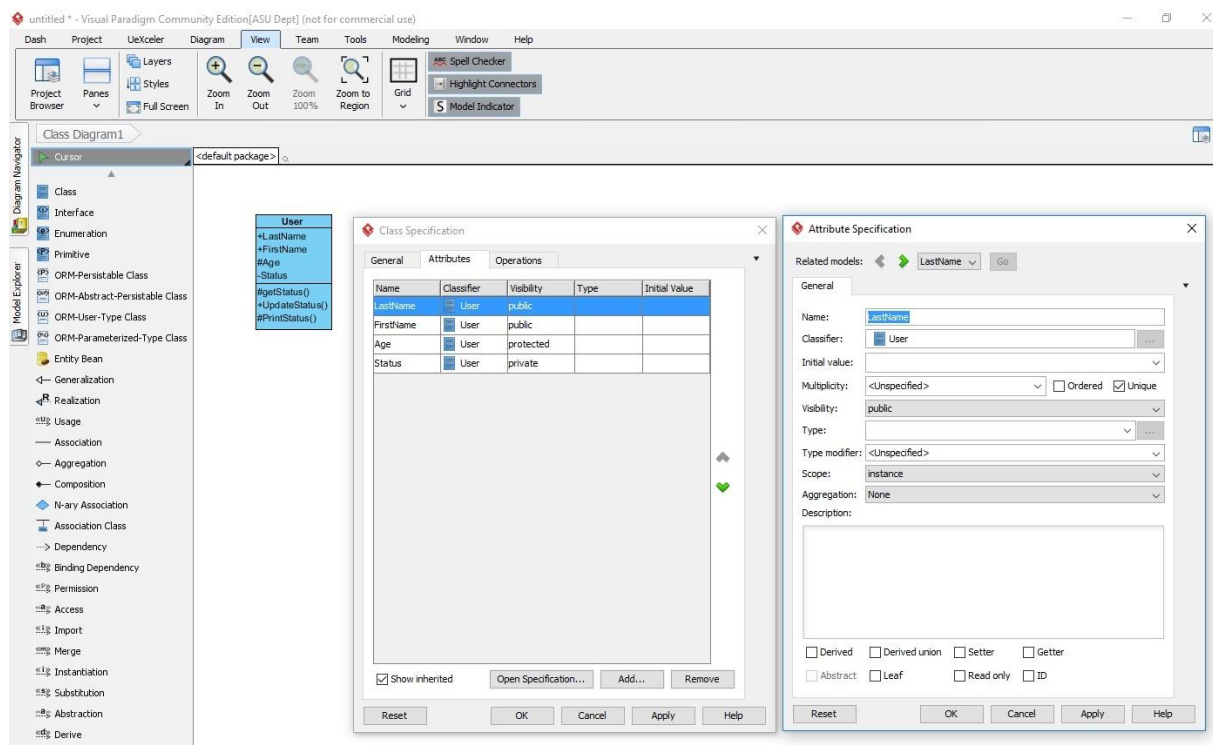 untitled * - Visual Paradigm Community Edition[ASU Dept] (not for commercial use)
Dash Project UeXceler Diagram View Team Tools Modeling Window Help
Project Browser
Panes
Layers
Styles
Full Screen
Zoom In
Zoom Out
Zoom 100%
Zoom to Region
Grid
ABC Spell Checker
Highlight Connectors
S Model Indicator
Class Diagram1
Diagram Navigator
Model Explorer
Cursor
Class
Interface
Enumeration
Primitive
ORM-Persistable Class
ORM-Abstract-Persistable Class
ORM-User-Type Class
ORM-Parameterized-Type Class
Entity Bean
Generalization
Realization
Usage
Association
Aggregation
Composition
N-ary Association
Association Class
Dependency
Binding Dependency
Permission
Access
Import
Merge
Instantiation
Substitution
Abstraction
Derive
<default package>
User
+LastName
+FirstName
#Age
-Status
#getStatus()
+UpdateStatus()
#PrintStatus()
Class Specification
General Attributes Operations
Name Classifier Visibility Type Initial Value
LastName User public
FirstName User public
Age User protected
Status User private
Show inherited Open Specification... Add... Remove
Reset OK Cancel Apply Help
Attribute Specification
Related models: LastName Go
General
Name: LastName
Classifier: User ...
Initial value:
Multiplicity: <Unspecified> Ordered Unique
Visibility: public
Type: ...
Type modifier: <Unspecified>
Scope: instance
Aggregation: None
Description:
Derived Derived union Setter Getter
Abstract Leaf Read only ID
Reset OK Cancel Apply Help